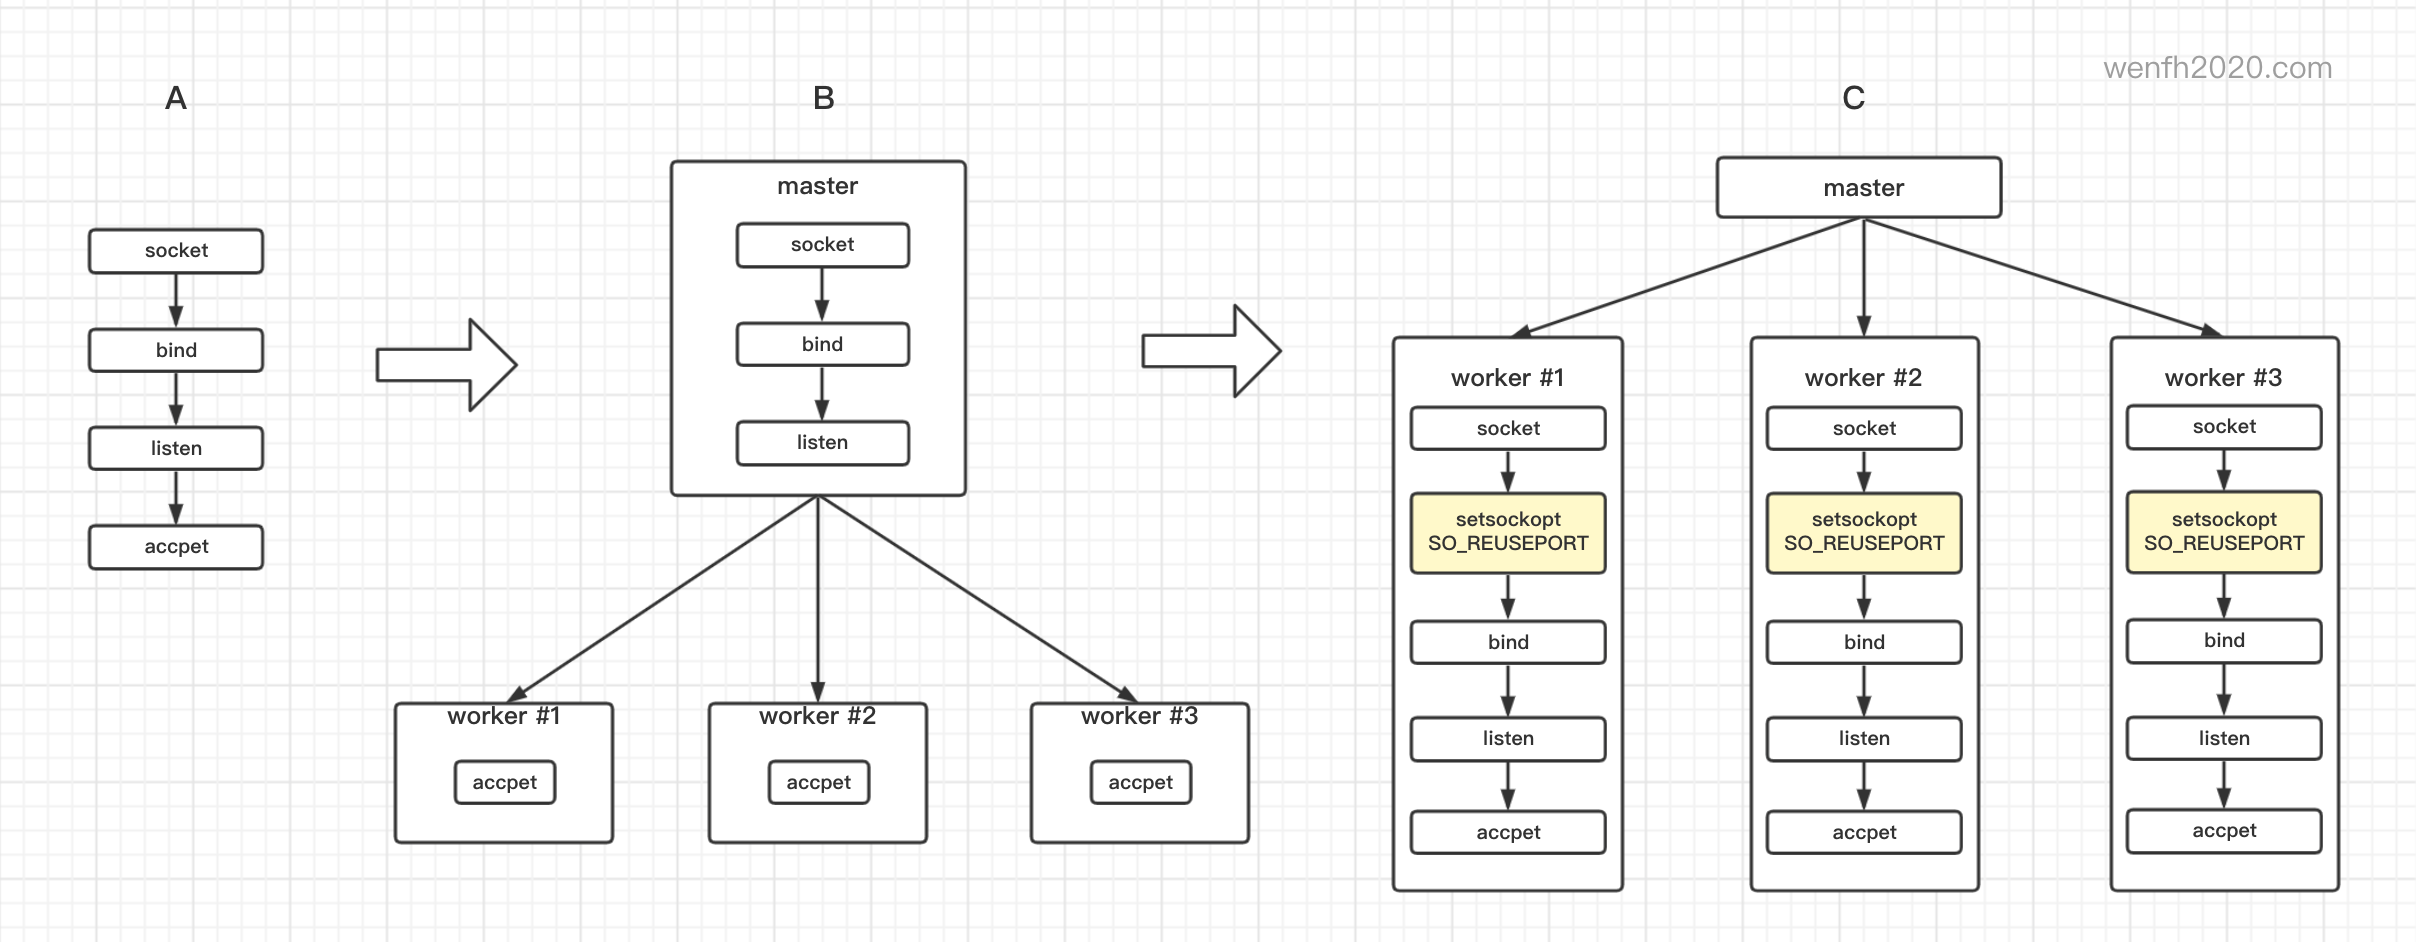 wenfh2020.com
A
socket
bind
listen
accpet
B
master
socket
bind
listen
worker #1
accpet
worker #2
accpet
worker #3
accpet
C
master
worker #1
socket
setsockopt
SO_REUSEPORT
bind
listen
accpet
worker #2
socket
setsockopt
SO_REUSEPORT
bind
listen
accpet
worker #3
socket
setsockopt
SO_REUSEPORT
bind
listen
accpet